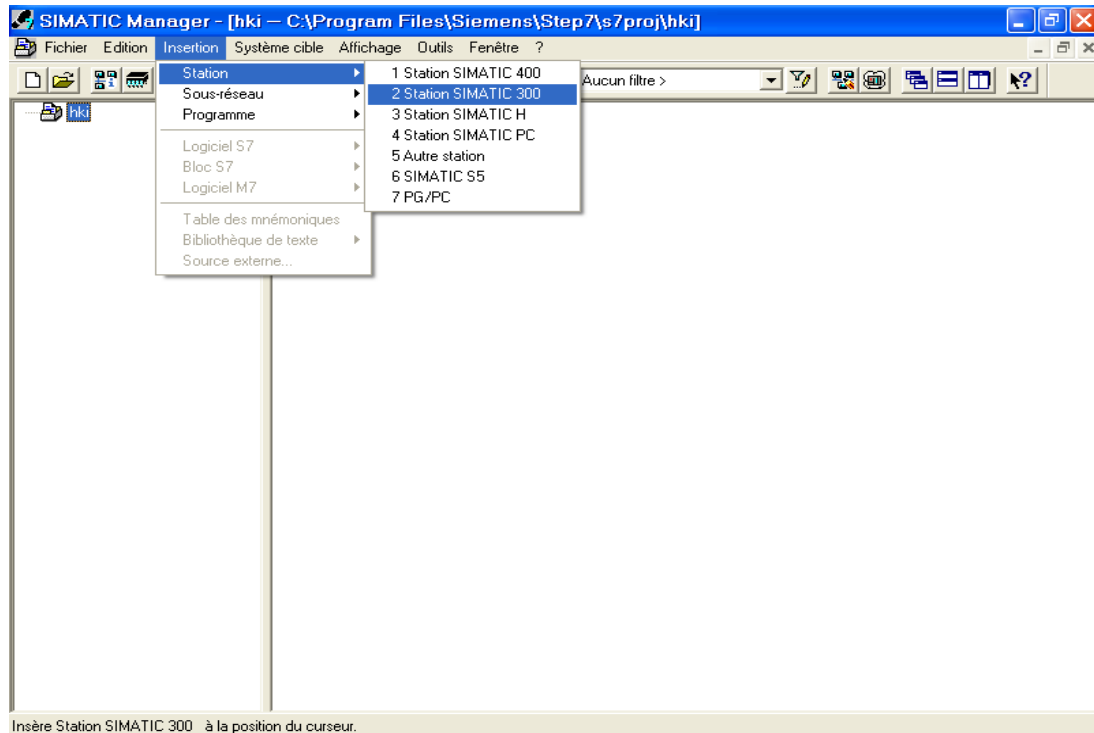 SIMATIC Manager - [hki -- C:\Program Files\Siemens\Step7\s7proj\hki]
Fichier Edition Insertion Système cible Affichage Outils Fenêtre ?
Aucun filtre >
hki
Station
Sous-réseau
Programme
Logiciel S7
Bloc S7
Logiciel M7
Table des mnémoniques
Bibliothèque de texte
Source externe...
1 Station SIMATIC 400
2 Station SIMATIC 300
3 Station SIMATIC H
4 Station SIMATIC PC
5 Autre station
6 SIMATIC S5
7 PG/PC
Insère Station SIMATIC 300 à la position du curseur.